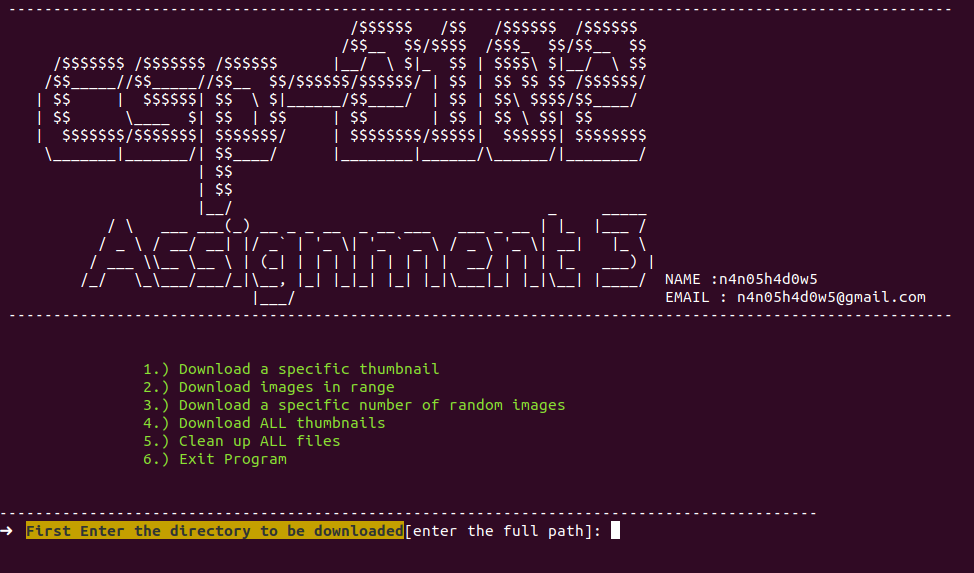 CSP2102
Assignment3
NAME :n4n05h4d0w5
EMAIL : n4n05h4d0w5@gmail.com
1.) Download a specific thumbnail
2.) Download images in range
3.) Download a specific number of random images
4.) Download ALL thumbnails
5.) Clean up ALL files
6.) Exit Program
➜ First Enter the directory to be downloaded[enter the full path]: